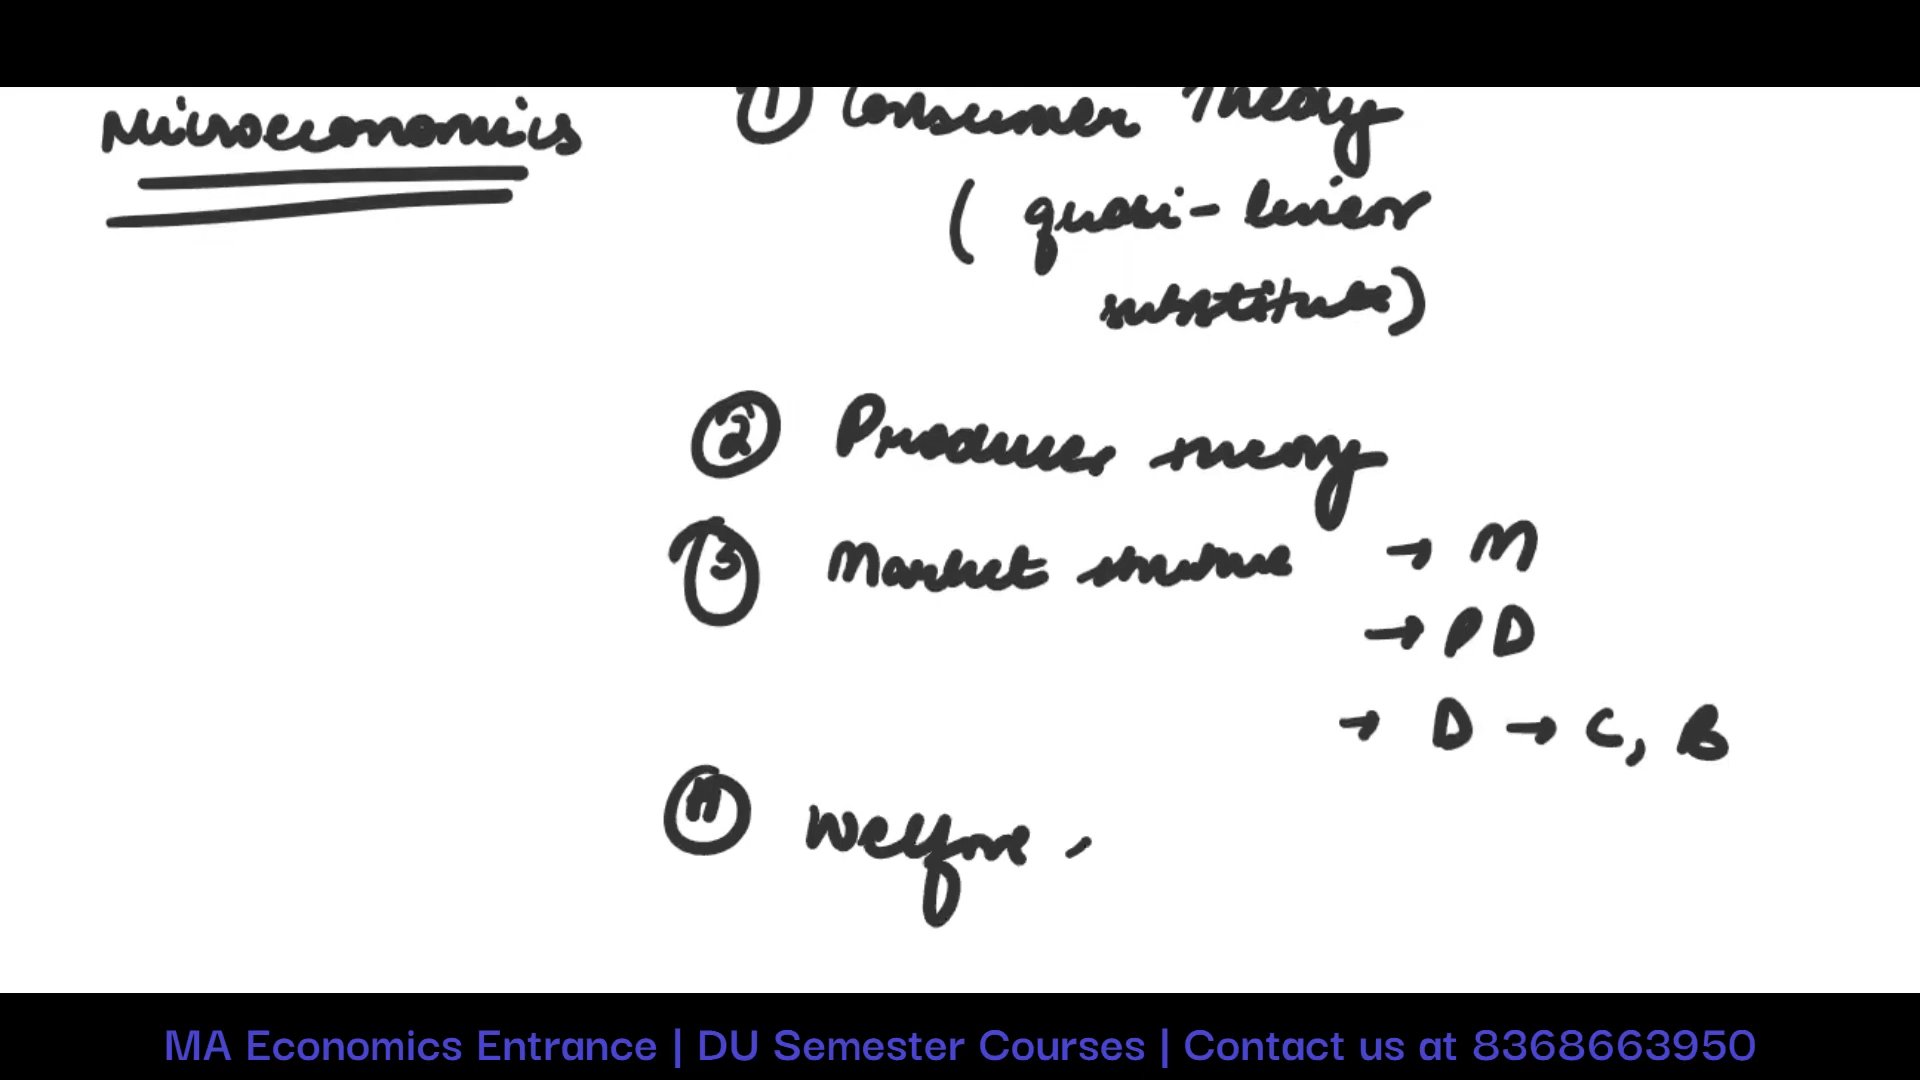 Microeconomics
① Consumer Theory
( quasi-linear
substitutes)
② Producer theory
③ Market structure → M
→ PD
→ D → C, B
④ Welfare
MA Economics Entrance | DU Semester Courses | Contact us at 8368663950